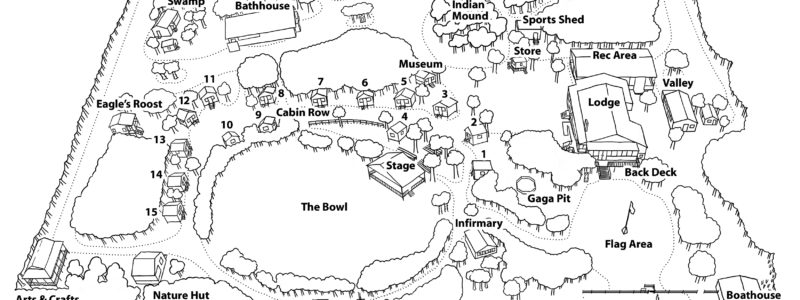 Swamp
Bathhouse
Indian
Mound
Sports Shed
Store
Museum
Rec Area
Valley
Lodge
11
12
Eagle's Roost
8
7
6
5
3
9
Cabin Row
4
2
10
13
Stage
1
14
15
Back Deck
Gaga Pit
The Bowl
Infirmary
Flag Area
Arts & Crafts
Nature Hut
Boathouse